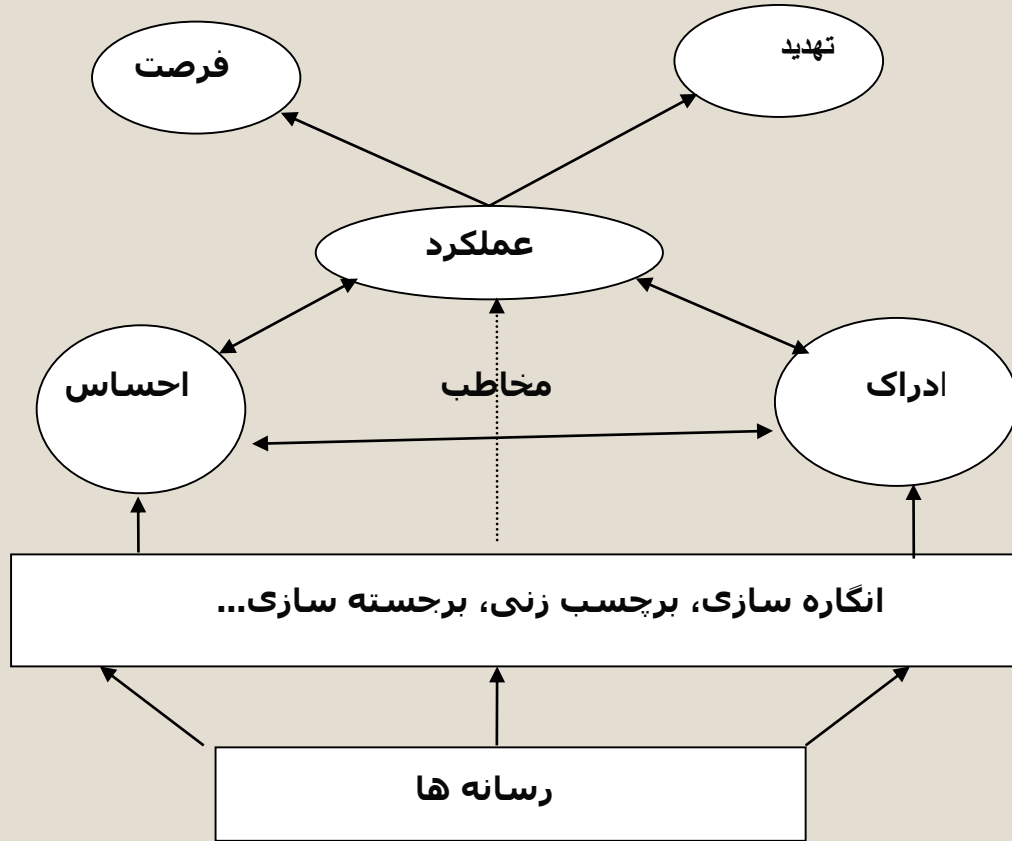 تهدید
فرصت
عملکرد
ادراک
مخاطب
احساس
انگاره سازی، برچسب زنی، برجسته سازی...
رسانه ها